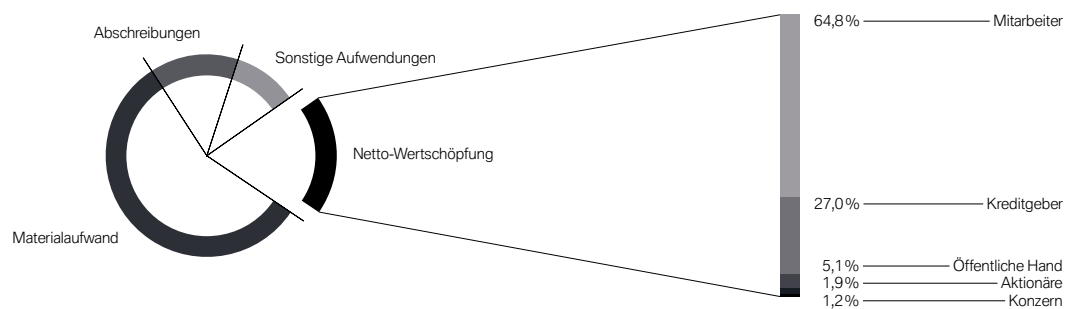 Abschreibungen
Sonstige Aufwendungen
Netto-Wertschöpfung
Materialaufwand
64,8 % Mitarbeiter
27,0 % Kreditgeber
5,1 % Öffentliche Hand
1,9 % Aktionäre
1,2 % Konzern